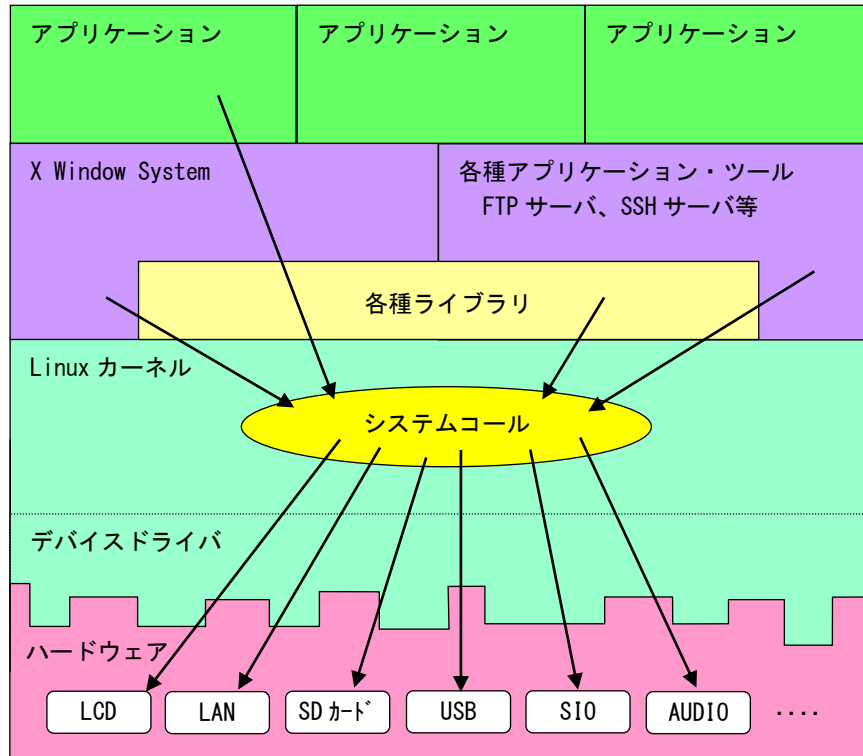 アプリケーション
アプリケーション
アプリケーション
X Window System
各種アプリケーション・ツール
FTP サーバ、SSH サーバ等
各種ライブラリ
Linux カーネル
システムコール
デバイスドライバ
ハードウェア
LCD
LAN
SD ｶｰﾄﾞ
USB
SIO
AUDIO
････